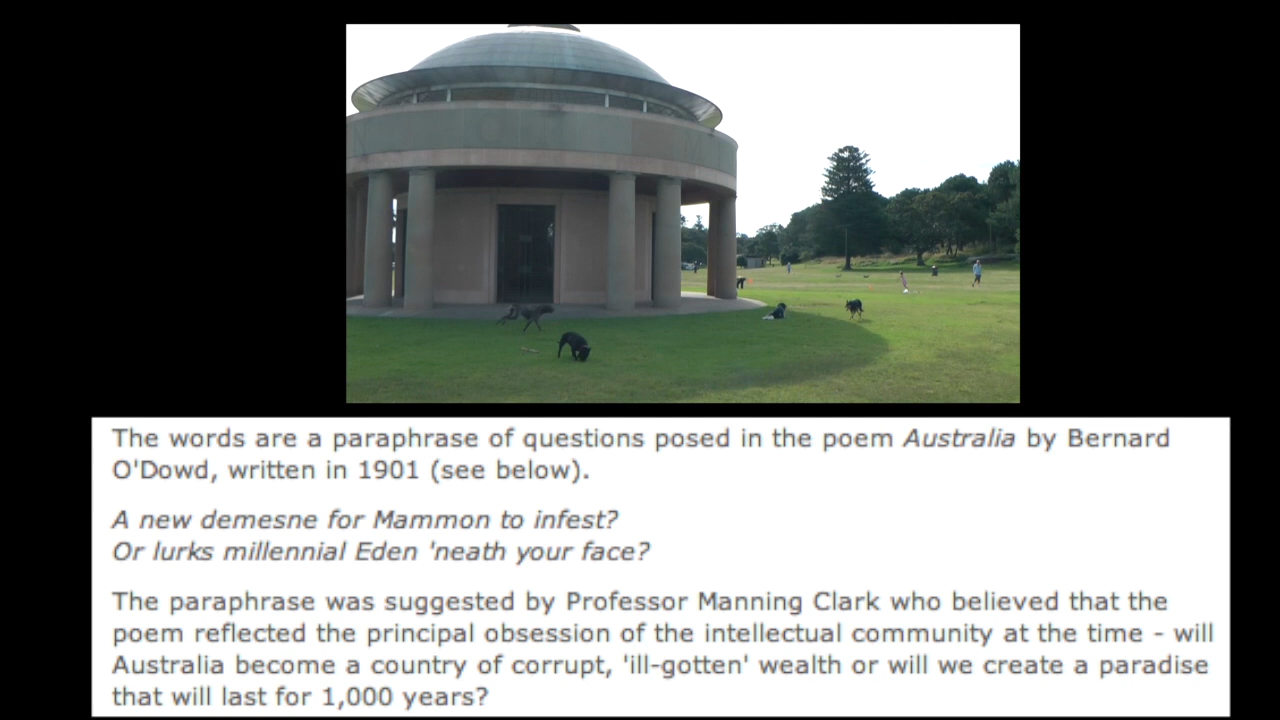 The words are a paraphrase of questions posed in the poem Australia by Bernard
O'Dowd, written in 1901 (see below).
A new demesne for Mammon to infest?
Or lurks millennial Eden 'neath your face?
The paraphrase was suggested by Professor Manning Clark who believed that the
poem reflected the principal obsession of the intellectual community at the time - will
Australia become a country of corrupt, 'ill-gotten' wealth or will we create a paradise
that will last for 1,000 years?